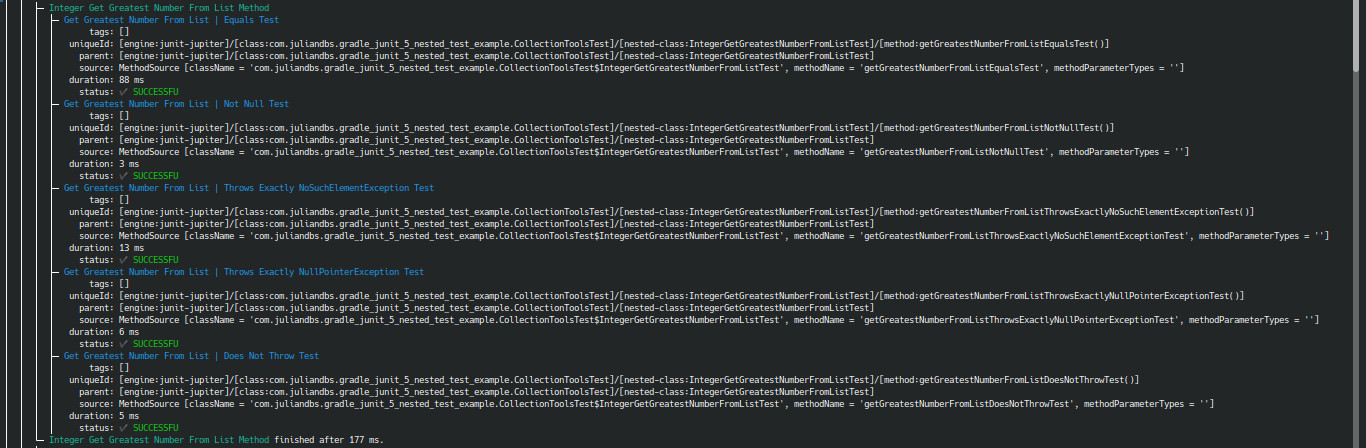 Integer Get Greatest Number From List Method
Get Greatest Number From List | Equals Test
tags: []
uniqueId: [engine:junit-jupiter]/[class:com.juliandbs.gradle_junit_5_nested_test_example.CollectionToolsTest]/[nested-class:IntegerGetGreatestNumberFromListTest]/[method:getGreatestNumberFromListEqualsTest()]
parent: [engine:junit-jupiter]/[class:com.juliandbs.gradle_junit_5_nested_test_example.CollectionToolsTest]/[nested-class:IntegerGetGreatestNumberFromListTest]
source: MethodSource [className = 'com.juliandbs.gradle_junit_5_nested_test_example.CollectionToolsTest$IntegerGetGreatestNumberFromListTest', methodName = 'getGreatestNumberFromListEqualsTest', methodParameterTypes = '']
duration: 88 ms
status: ✔ SUCCESSFU
Get Greatest Number From List | Not Null Test
tags: []
uniqueId: [engine:junit-jupiter]/[class:com.juliandbs.gradle_junit_5_nested_test_example.CollectionToolsTest]/[nested-class:IntegerGetGreatestNumberFromListTest]/[method:getGreatestNumberFromListNotNullTest()]
parent: [engine:junit-jupiter]/[class:com.juliandbs.gradle_junit_5_nested_test_example.CollectionToolsTest]/[nested-class:IntegerGetGreatestNumberFromListTest]
source: MethodSource [className = 'com.juliandbs.gradle_junit_5_nested_test_example.CollectionToolsTest$IntegerGetGreatestNumberFromListTest', methodName = 'getGreatestNumberFromListNotNullTest', methodParameterTypes = '']
duration: 3 ms
status: ✔ SUCCESSFU
Get Greatest Number From List | Throws Exactly NoSuchElementException Test
tags: []
uniqueId: [engine:junit-jupiter]/[class:com.juliandbs.gradle_junit_5_nested_test_example.CollectionToolsTest]/[nested-class:IntegerGetGreatestNumberFromListTest]/[method:getGreatestNumberFromListThrowsExactlyNoSuchElementExceptionTest()]
parent: [engine:junit-jupiter]/[class:com.juliandbs.gradle_junit_5_nested_test_example.CollectionToolsTest]/[nested-class:IntegerGetGreatestNumberFromListTest]
source: MethodSource [className = 'com.juliandbs.gradle_junit_5_nested_test_example.CollectionToolsTest$IntegerGetGreatestNumberFromListTest', methodName = 'getGreatestNumberFromListThrowsExactlyNoSuchElementExceptionTest', methodParameterTypes = '']
duration: 13 ms
status: ✔ SUCCESSFU
Get Greatest Number From List | Throws Exactly NullPointerException Test
tags: []
uniqueId: [engine:junit-jupiter]/[class:com.juliandbs.gradle_junit_5_nested_test_example.CollectionToolsTest]/[nested-class:IntegerGetGreatestNumberFromListTest]/[method:getGreatestNumberFromListThrowsExactlyNullPointerExceptionTest()]
parent: [engine:junit-jupiter]/[class:com.juliandbs.gradle_junit_5_nested_test_example.CollectionToolsTest]/[nested-class:IntegerGetGreatestNumberFromListTest]
source: MethodSource [className = 'com.juliandbs.gradle_junit_5_nested_test_example.CollectionToolsTest$IntegerGetGreatestNumberFromListTest', methodName = 'getGreatestNumberFromListThrowsExactlyNullPointerExceptionTest', methodParameterTypes = '']
duration: 6 ms
status: ✔ SUCCESSFU
Get Greatest Number From List | Does Not Throw Test
tags: []
uniqueId: [engine:junit-jupiter]/[class:com.juliandbs.gradle_junit_5_nested_test_example.CollectionToolsTest]/[nested-class:IntegerGetGreatestNumberFromListTest]/[method:getGreatestNumberFromListDoesNotThrowTest()]
parent: [engine:junit-jupiter]/[class:com.juliandbs.gradle_junit_5_nested_test_example.CollectionToolsTest]/[nested-class:IntegerGetGreatestNumberFromListTest]
source: MethodSource [className = 'com.juliandbs.gradle_junit_5_nested_test_example.CollectionToolsTest$IntegerGetGreatestNumberFromListTest', methodName = 'getGreatestNumberFromListDoesNotThrowTest', methodParameterTypes = '']
duration: 5 ms
status: ✔ SUCCESSFU
Integer Get Greatest Number From List Method finished after 177 ms.